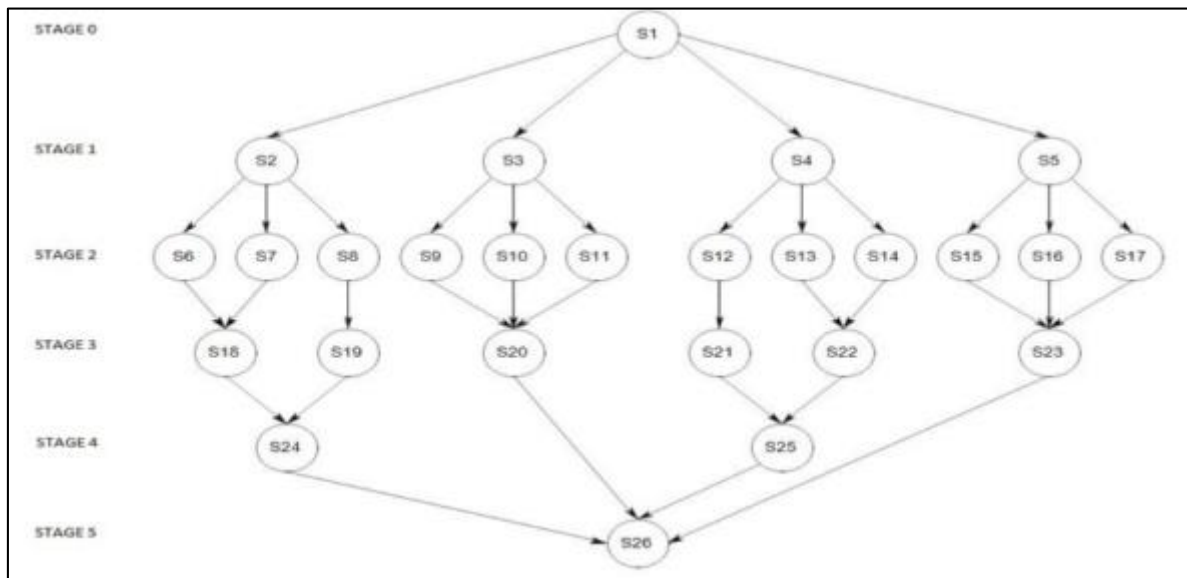 STAGE 0 S1
STAGE 1 S2 S3 S4 S5
STAGE 2 S6 S7 S8 S9 S10 S11 S12 S13 S14 S15 S16 S17
STAGE 3 S18 S19 S20 S21 S22 S23
STAGE 4 S24 S25
STAGE 5 S26